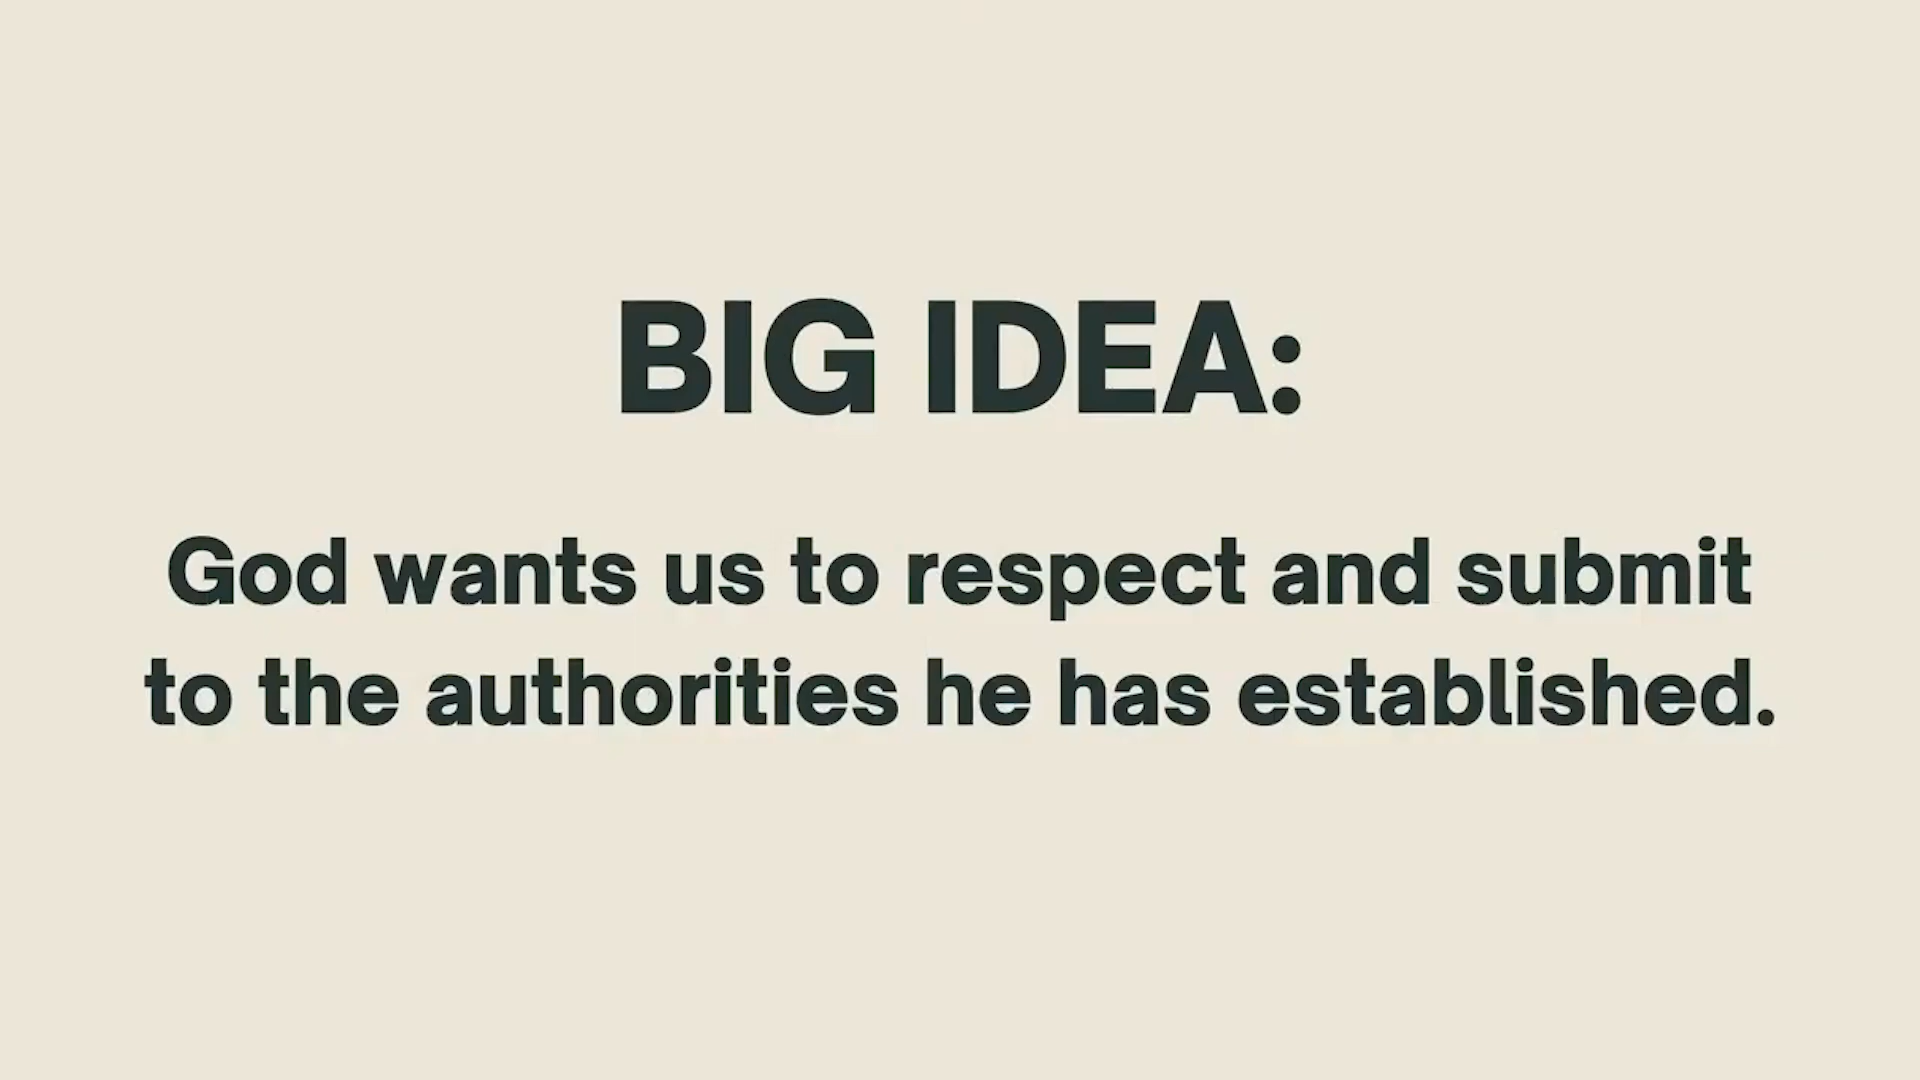 BIG IDEA:
God wants us to respect and submit
to the authorities he has established.